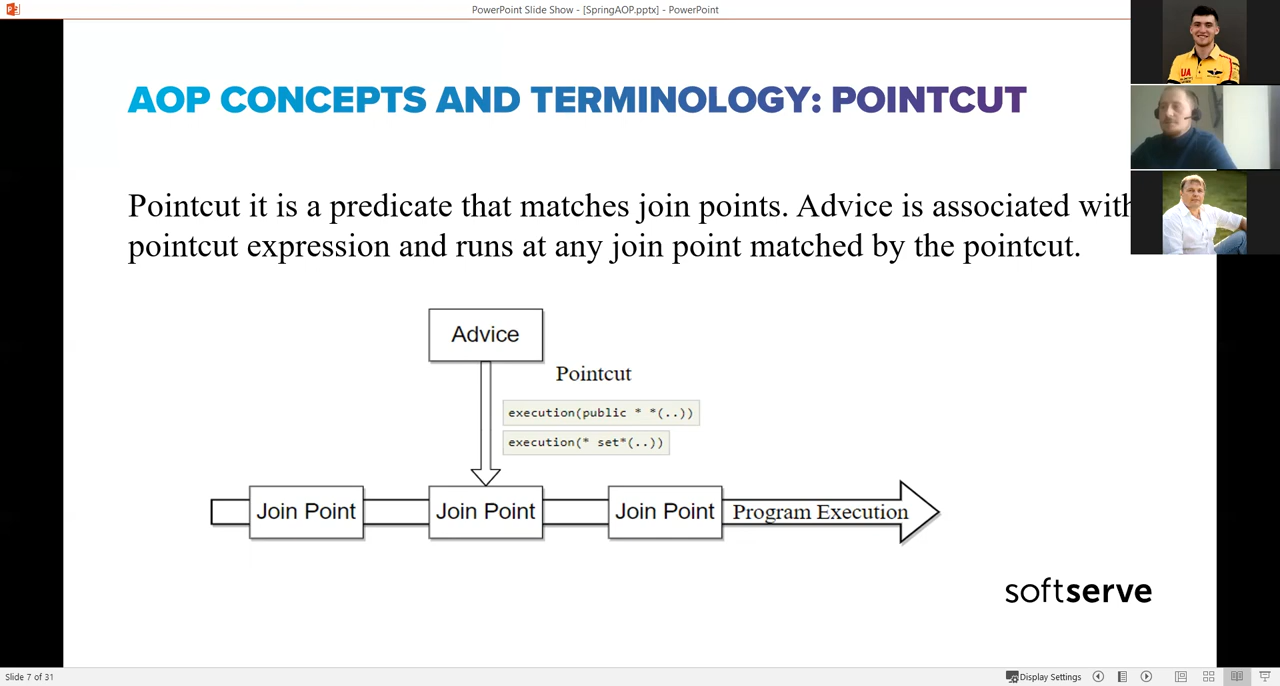 PowerPoint Slide Show - [SpringAOP.pptx] - PowerPoint
AOP CONCEPTS AND TERMINOLOGY: POINTCUT
Pointcut it is a predicate that matches join points. Advice is associated with
pointcut expression and runs at any join point matched by the pointcut.
Advice
Pointcut
execution(public * *(..))
execution(* set*(..))
Join Point
Join Point
Join Point
Program Execution
softserve
UA
Slide 7 of 31
Display Settings